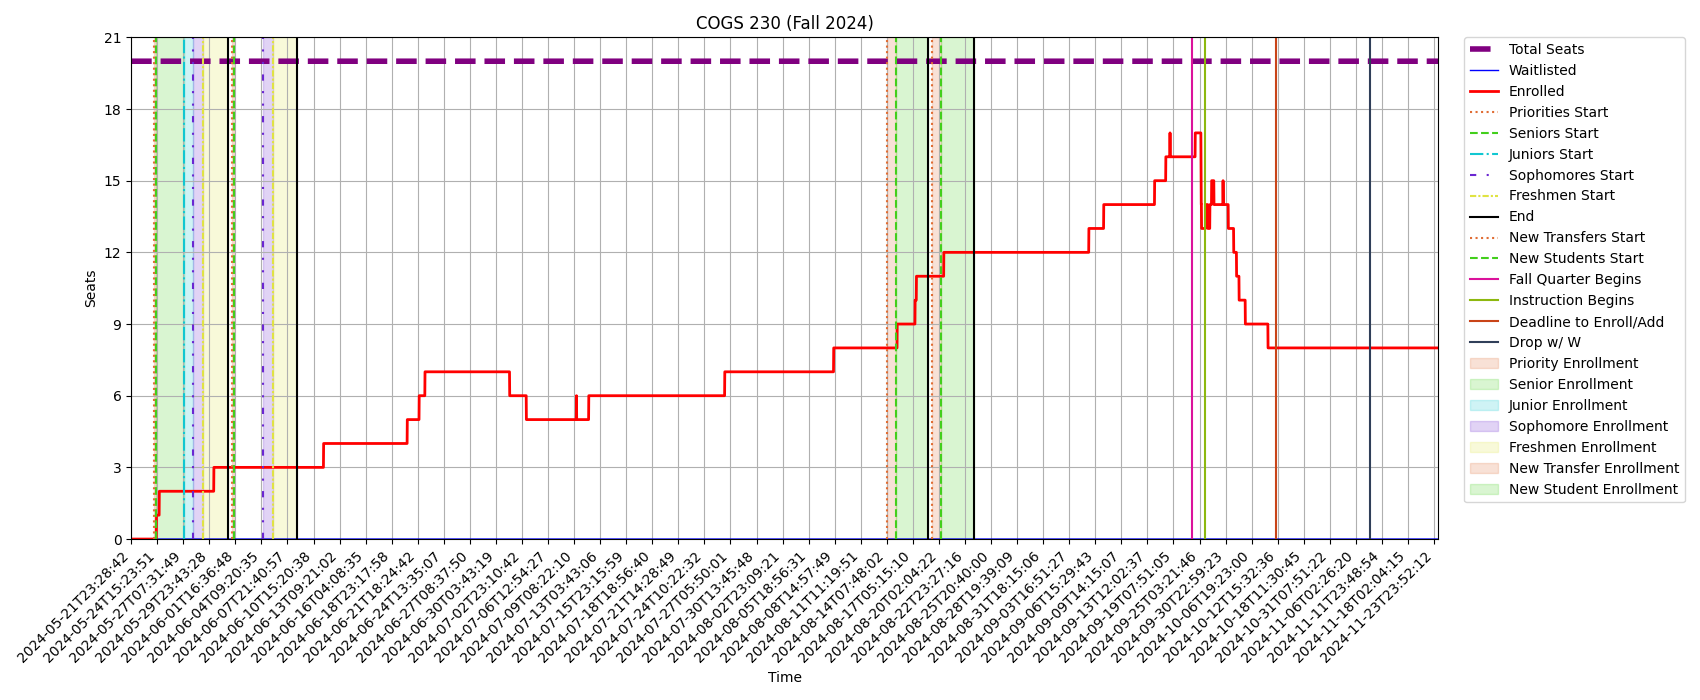 COGS 230 (Fall 2024)
21
18
15
12
9
6
3
0
Seats
2024-05-21T23:28:42
2024-05-24T15:23:51
2024-05-27T07:31:49
2024-05-29T23:43:28
2024-06-01T16:36:48
2024-06-04T09:20:35
2024-06-07T21:40:57
2024-06-10T15:20:38
2024-06-13T09:21:02
2024-06-16T04:08:35
2024-06-18T23:17:58
2024-06-21T18:24:42
2024-06-24T13:35:07
2024-06-27T08:37:50
2024-06-30T03:43:19
2024-07-02T23:10:42
2024-07-06T12:54:27
2024-07-09T08:22:10
2024-07-13T03:43:06
2024-07-15T23:15:59
2024-07-18T18:56:40
2024-07-21T14:28:49
2024-07-24T10:22:32
2024-07-27T05:50:01
2024-07-30T13:45:48
2024-08-02T23:09:21
2024-08-05T18:56:31
2024-08-08T14:57:49
2024-08-11T11:19:51
2024-08-14T07:48:02
2024-08-17T05:15:10
2024-08-20T02:04:22
2024-08-22T23:27:16
2024-08-25T20:40:00
2024-08-28T19:39:09
2024-08-31T18:15:06
2024-09-03T16:51:27
2024-09-06T15:29:43
2024-09-09T14:15:07
2024-09-13T12:02:37
2024-09-19T07:51:05
2024-09-25T03:21:46
2024-09-30T22:59:23
2024-10-06T19:23:00
2024-10-12T15:32:36
2024-10-18T11:30:45
2024-10-31T07:51:22
2024-11-06T02:26:20
2024-11-11T23:48:54
2024-11-18T02:04:15
2024-11-23T23:52:12
Time
Total Seats
Waitlisted
Enrolled
Priorities Start
Seniors Start
Juniors Start
Sophomores Start
Freshmen Start
End
New Transfers Start
New Students Start
Fall Quarter Begins
Instruction Begins
Deadline to Enroll/Add
Drop w/ W
Priority Enrollment
Senior Enrollment
Junior Enrollment
Sophomore Enrollment
Freshmen Enrollment
New Transfer Enrollment
New Student Enrollment